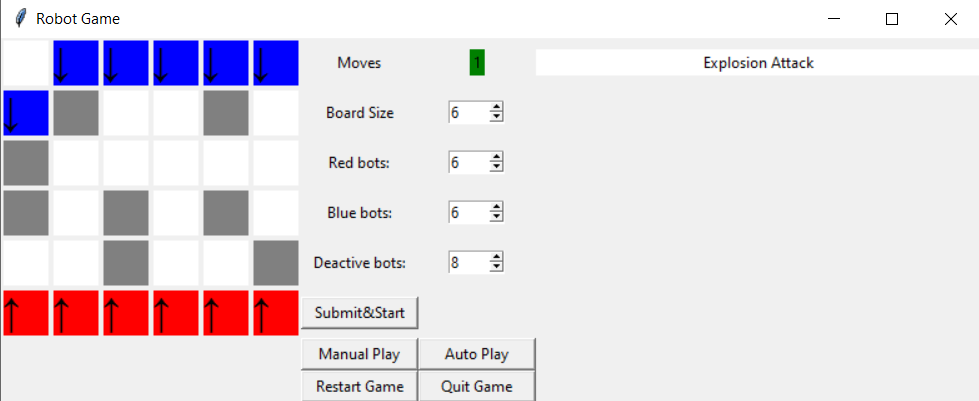 Robot Game
Moves 1 Explosion Attack
Board Size 6
Red bots: 6
Blue bots: 6
Deactive bots: 8
Submit&Start
Manual Play Auto Play
Restart Game Quit Game